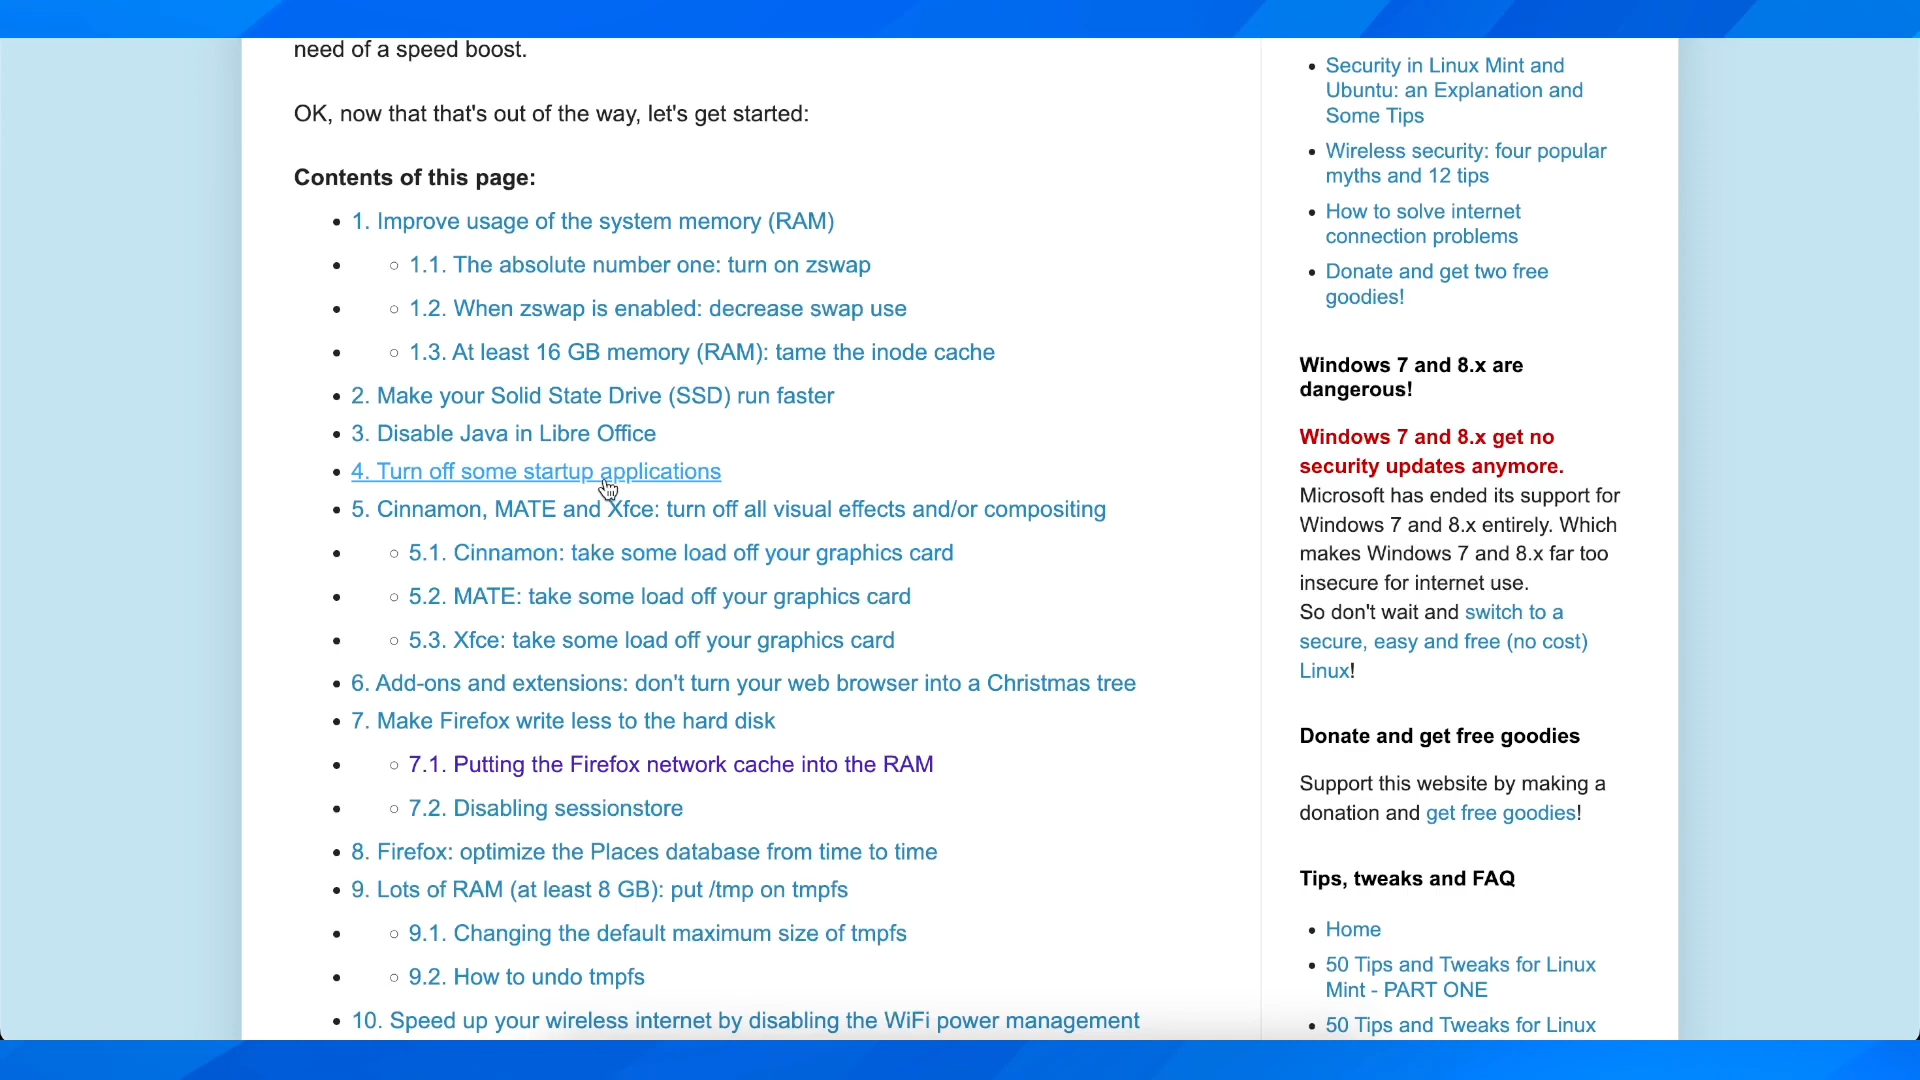 need of a speed boost.
OK, now that that's out of the way, let's get started:
Contents of this page:
1. Improve usage of the system memory (RAM)
1.1. The absolute number one: turn on zswap
1.2. When zswap is enabled: decrease swap use
1.3. At least 16 GB memory (RAM): tame the inode cache
2. Make your Solid State Drive (SSD) run faster
3. Disable Java in Libre Office
4. Turn off some startup applications
5. Cinnamon, MATE and Xfce: turn off all visual effects and/or compositing
5.1. Cinnamon: take some load off your graphics card
5.2. MATE: take some load off your graphics card
5.3. Xfce: take some load off your graphics card
6. Add-ons and extensions: don't turn your web browser into a Christmas tree
7. Make Firefox write less to the hard disk
7.1. Putting the Firefox network cache into the RAM
7.2. Disabling sessionstore
8. Firefox: optimize the Places database from time to time
9. Lots of RAM (at least 8 GB): put /tmp on tmpfs
9.1. Changing the default maximum size of tmpfs
9.2. How to undo tmpfs
10. Speed up your wireless internet by disabling the WiFi power management
Security in Linux Mint and
Ubuntu: an Explanation and
Some Tips
Wireless security: four popular
myths and 12 tips
How to solve internet
connection problems
Donate and get two free
goodies!
Windows 7 and 8.x are
dangerous!
Windows 7 and 8.x get no
security updates anymore.
Microsoft has ended its support for
Windows 7 and 8.x entirely. Which
makes Windows 7 and 8.x far too
insecure for internet use.
So don't wait and switch to a
secure, easy and free (no cost)
Linux!
Donate and get free goodies
Support this website by making a
donation and get free goodies!
Tips, tweaks and FAQ
Home
50 Tips and Tweaks for Linux
Mint - PART ONE
50 Tips and Tweaks for Linux